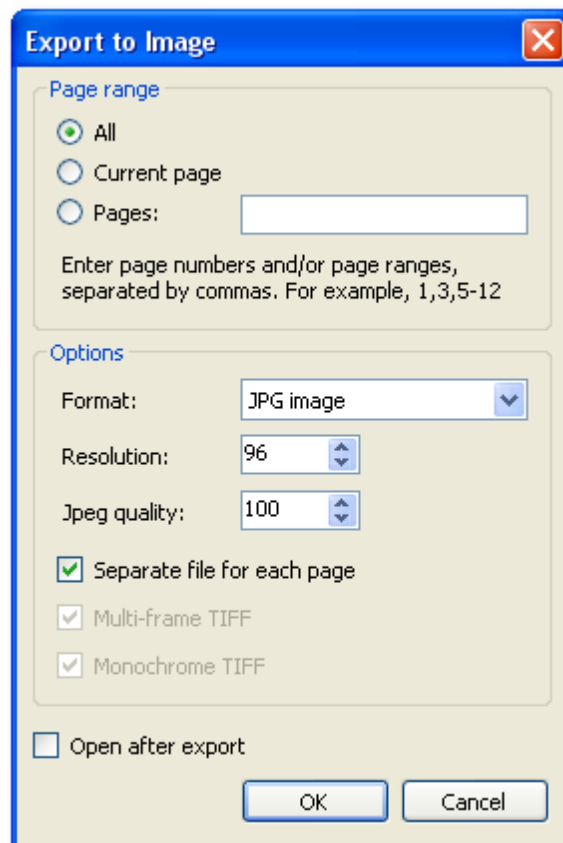 Export to Image
Page range
All
Current page
Pages:
Enter page numbers and/or page ranges,
separated by commas. For example, 1,3,5-12
Options
Format: JPG image
Resolution: 96
Jpeg quality: 100
Separate file for each page
Multi-frame TIFF
Monochrome TIFF
Open after export
OK Cancel